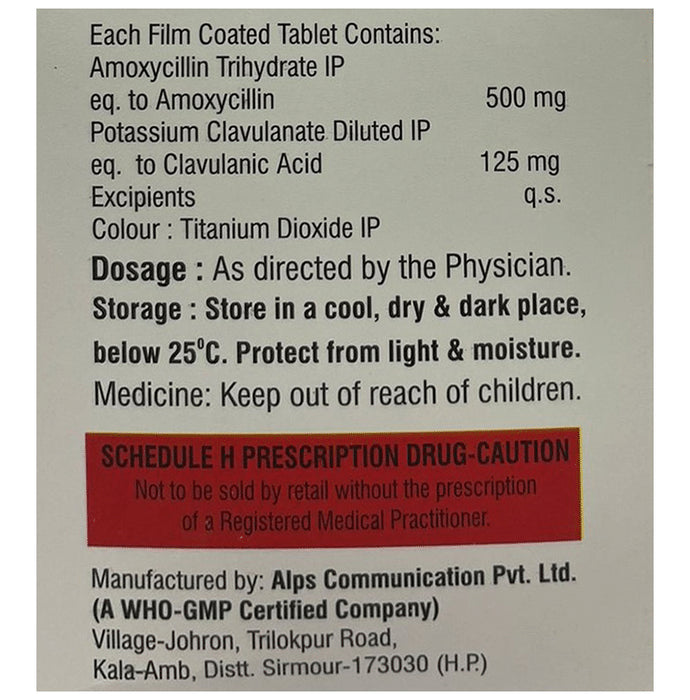 Each Film Coated Tablet Contains:
Amoxycillin Trihydrate IP
eq. to Amoxycillin 500 mg
Potassium Clavulanate Diluted IP
eq. to Clavulanic Acid 125 mg
Excipients q.s.
Colour : Titanium Dioxide IP
Dosage : As directed by the Physician.
Storage : Store in a cool, dry & dark place,
below 25⁰C. Protect from light & moisture.
Medicine: Keep out of reach of children.
SCHEDULE H PRESCRIPTION DRUG-CAUTION
Not to be sold by retail without the prescription
of a Registered Medical Practitioner.
Manufactured by: Alps Communication Pvt. Ltd.
(A WHO-GMP Certified Company)
Village-Johron, Trilokpur Road,
Kala-Amb, Distt. Sirmour-173030 (H.P.)